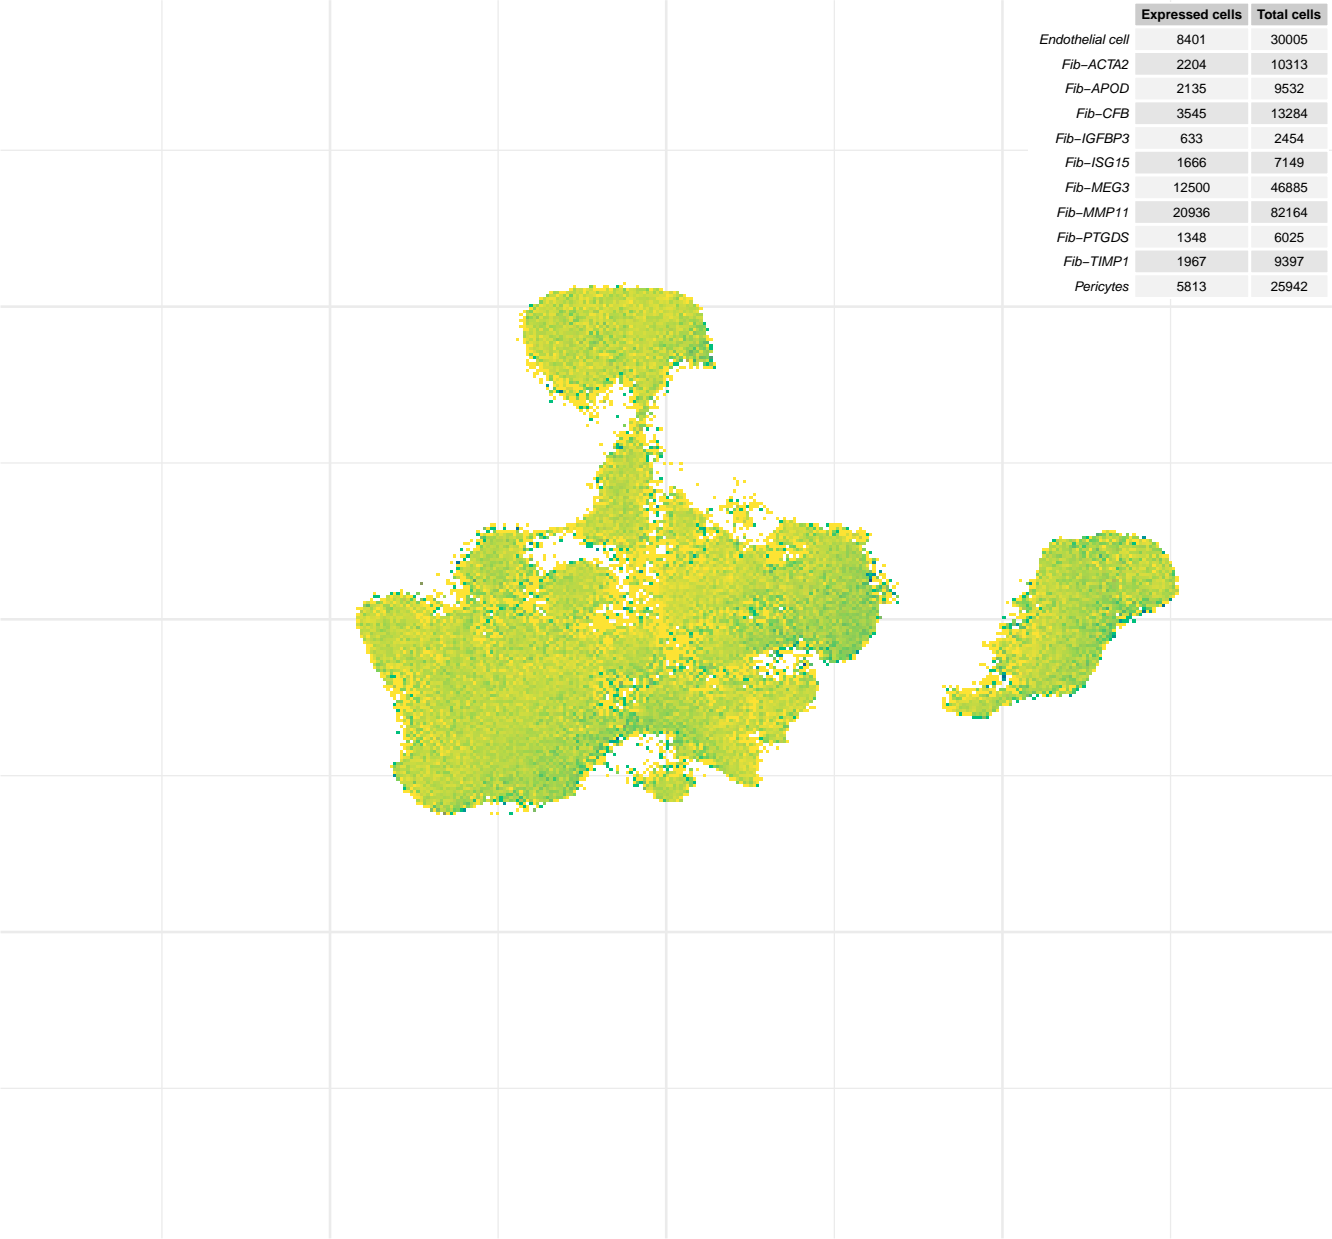 Expressed cells Total cells
Endothelial cell 8401 30005
Fib−ACTA2 2204 10313
Fib−APOD 2135 9532
Fib−CFB 3545 13284
Fib−IGFBP3 633 2454
Fib−ISG15 1666 7149
Fib−MEG3 12500 46885
Fib−MMP11 20936 82164
Fib−PTGDS 1348 6025
Fib−TIMP1 1967 9397
Pericytes 5813 25942